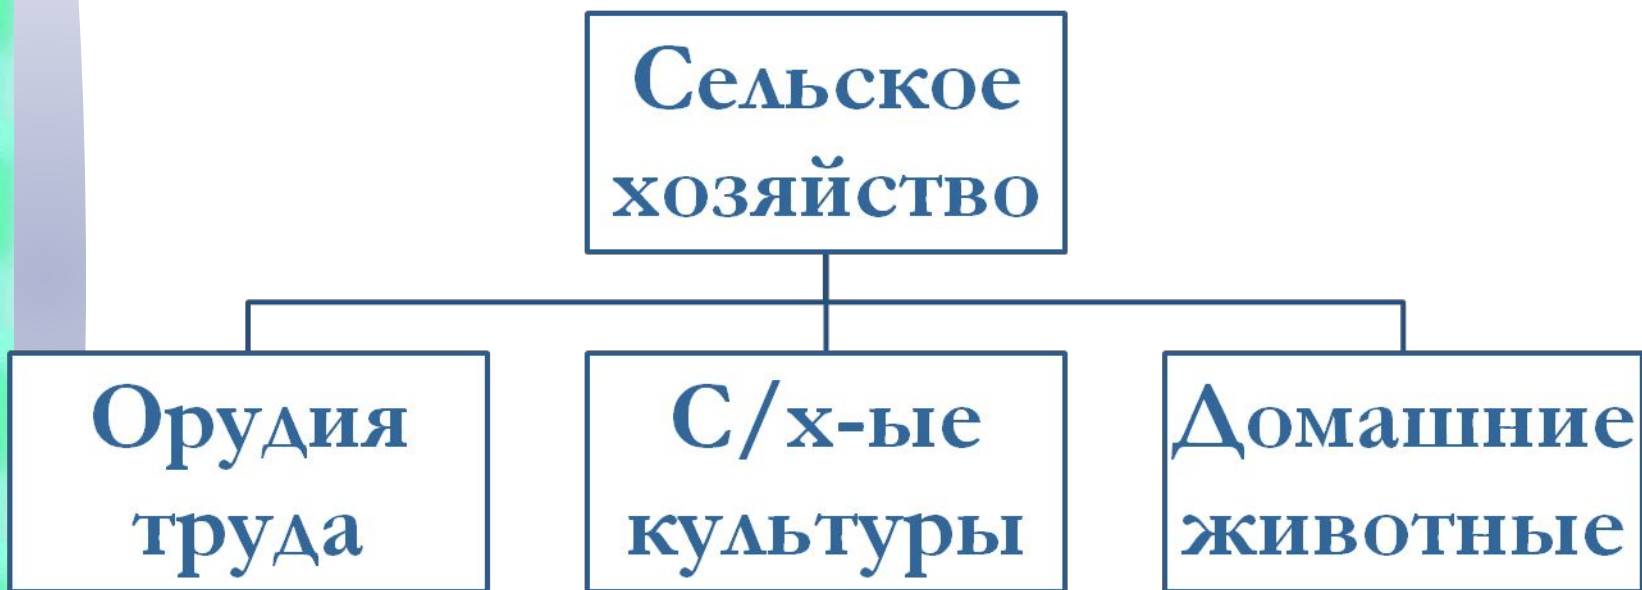 Сельское
хозяйство
Орудия
труда
С/х-ые
культуры
Домашние
животные